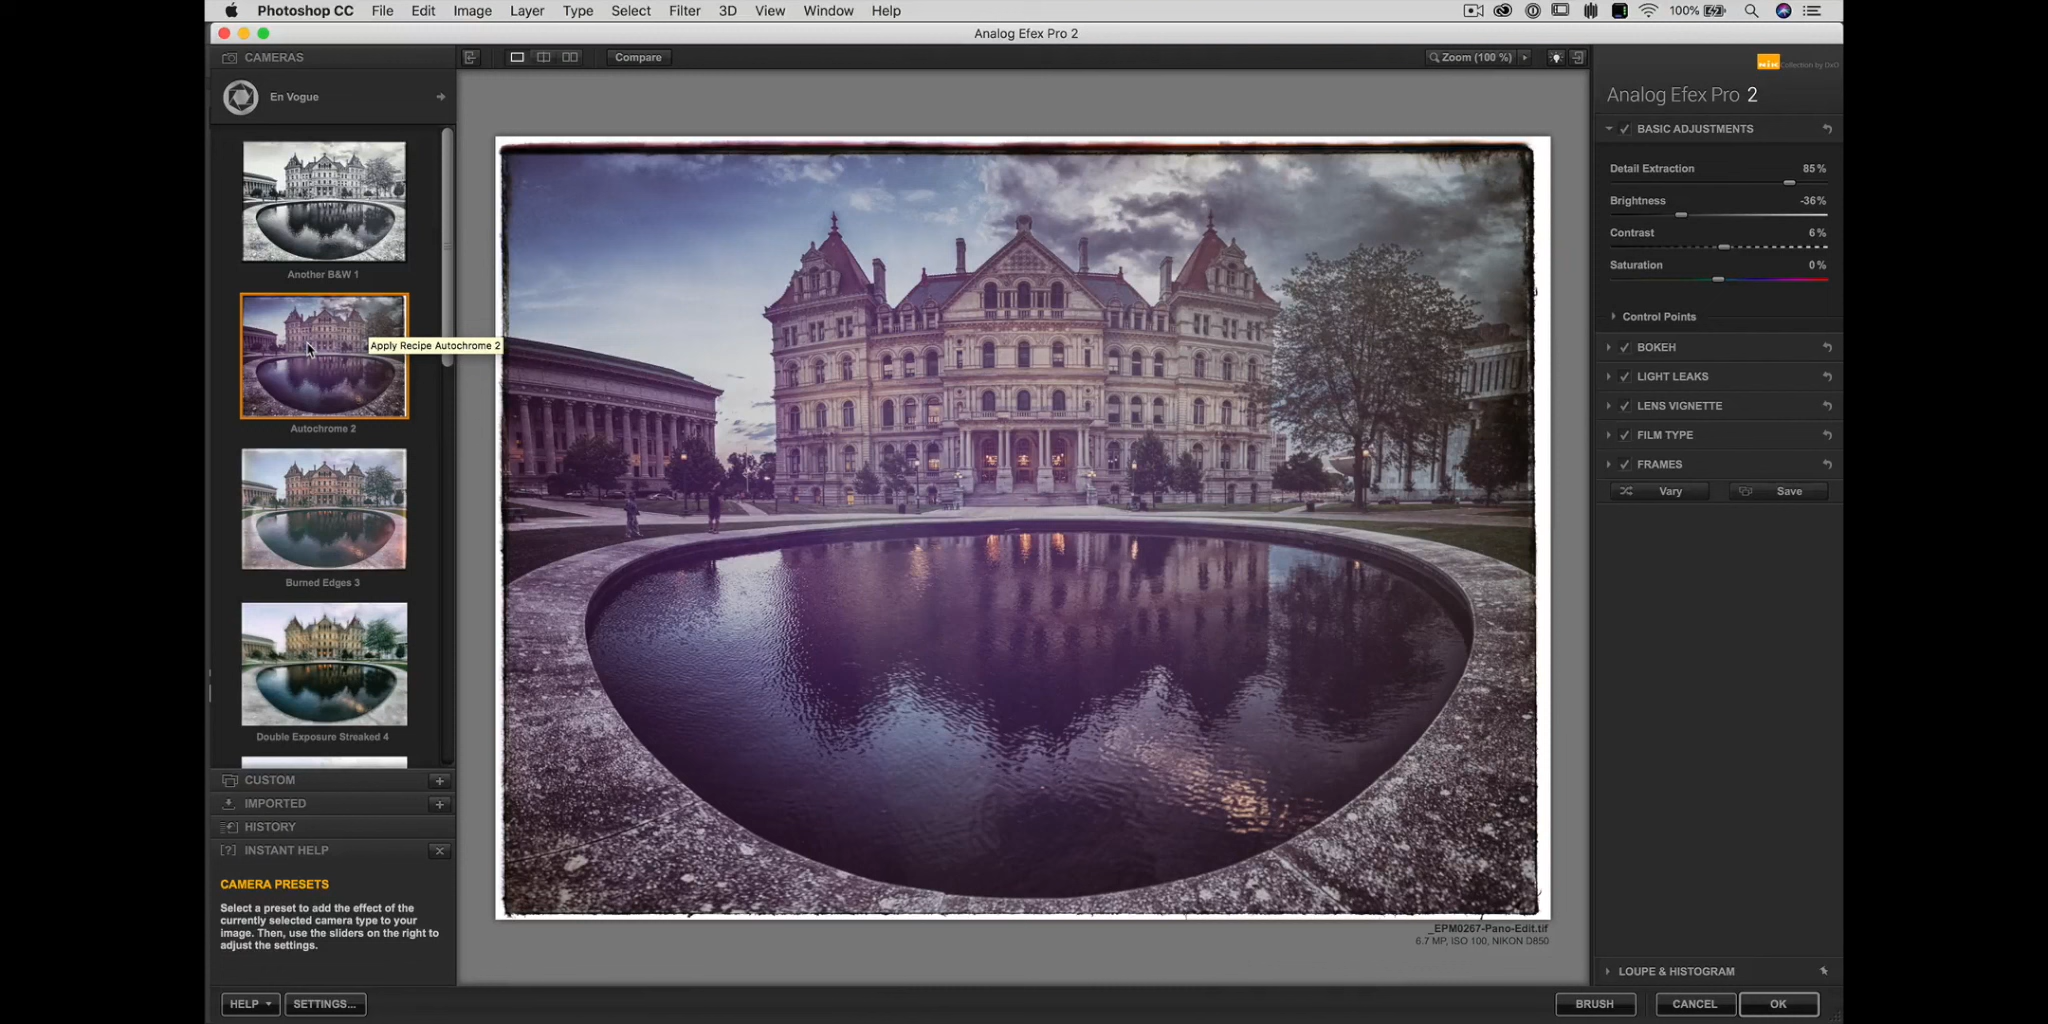 Photoshop CC File Edit Image Layer Type Select Filter 3D View Window Help 100%
Analog Efex Pro 2
CAMERAS
Compare
Zoom (100 %)
nik Collection by DxO
En Vogue
Analog Efex Pro 2
BASIC ADJUSTMENTS
Detail Extraction 85%
Brightness -36%
Contrast 6%
Saturation 0%
Control Points
BOKEH
LIGHT LEAKS
LENS VIGNETTE
FILM TYPE
FRAMES
Vary
Save
Another B&W 1
Apply Recipe Autochrome 2
Autochrome 2
Burned Edges 3
Double Exposure Streaked 4
CUSTOM
IMPORTED
HISTORY
[?] INSTANT HELP
CAMERA PRESETS
Select a preset to add the effect of the
currently selected camera type to your
image. Then, use the sliders on the right to
adjust the settings.
_EPM0267-Pano-Edit.tif
6.7 MP, ISO 100, NIKON D850
LOUPE & HISTOGRAM
HELP
SETTINGS...
BRUSH
CANCEL
OK